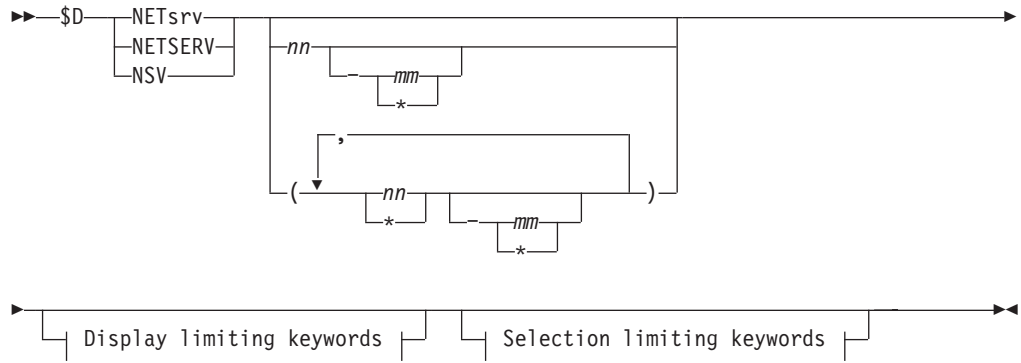 $D NETsrv
NETSERV nn
NSV - mm
*
,
( nn )
* - mm
*
Display limiting keywords Selection limiting keywords